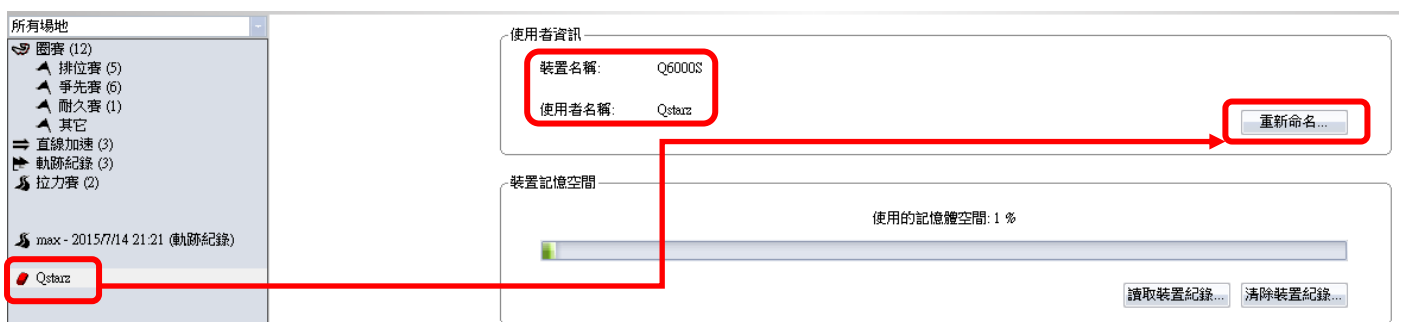 所有場地
圈賽 (12)
排位賽 (5)
爭先賽 (6)
耐久賽 (1)
其它
直線加速 (3)
軌跡紀錄 (3)
拉力賽 (2)
max - 2015/7/14 21:21 (軌跡紀錄)
Qstarz
使用者資訊
裝置名稱: Q6000S
使用者名稱: Qstarz
重新命名...
裝置記憶空間
使用的記憶體空間: 1 %
讀取裝置紀錄... 清除裝置紀錄...